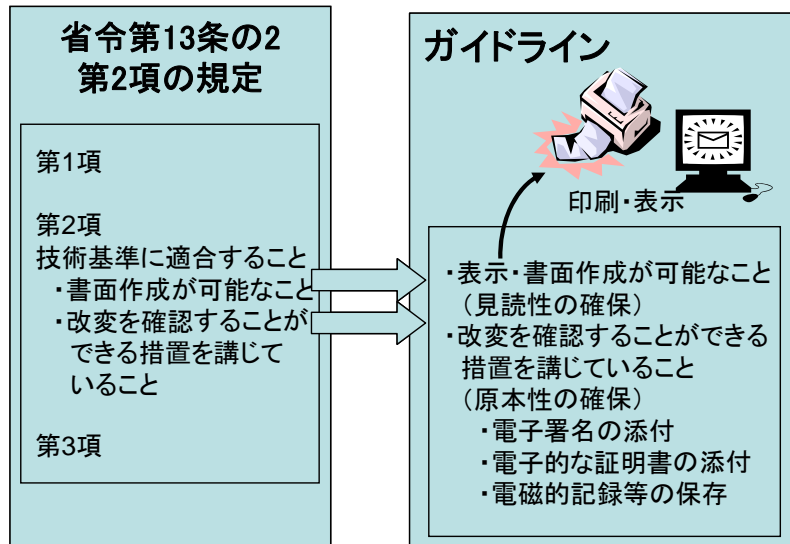 省令第13条の2
第2項の規定
第1項
第2項
技術基準に適合すること
・書面作成が可能なこと
・改変を確認することが
できる措置を講じて
いること
第3項
ガイドライン
印刷・表示
・表示・書面作成が可能なこと
（見読性の確保）
・改変を確認することができる
措置を講じていること
（原本性の確保）
・電子署名の添付
・電子的な証明書の添付
・電磁的記録等の保存